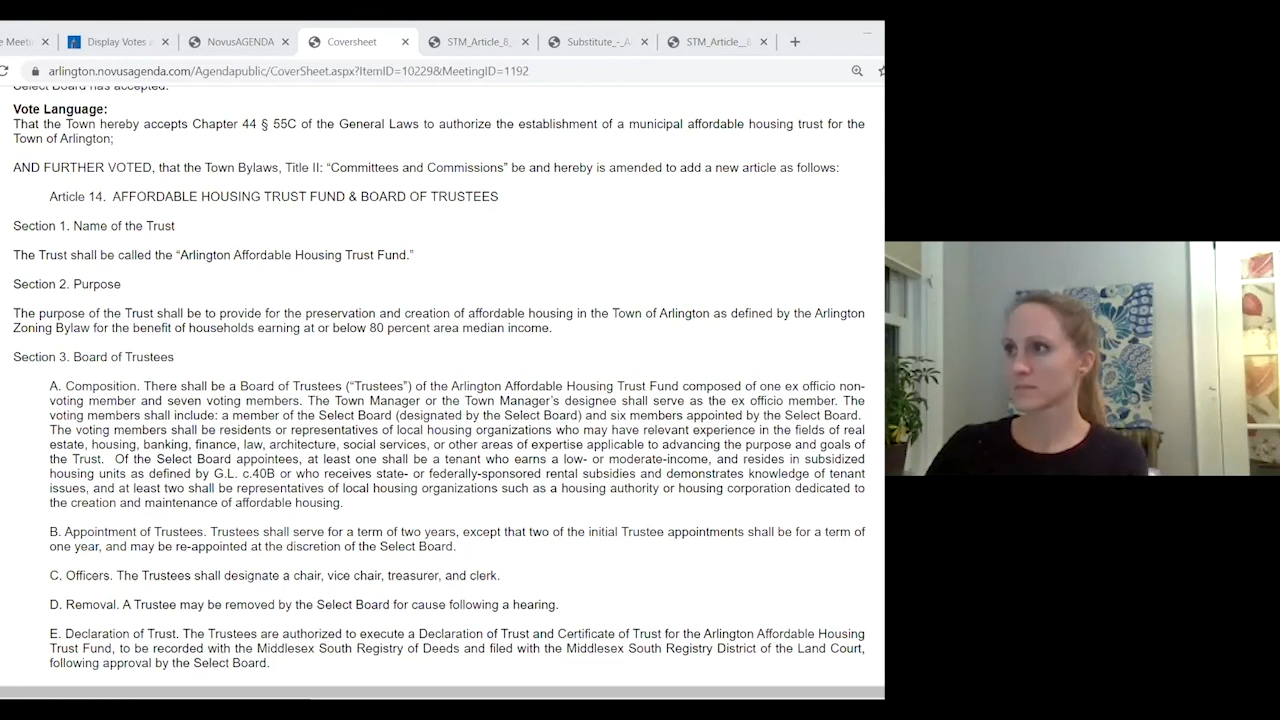 e Meeti
Display Votes a
NovusAGENDA
Coversheet
STM_Article_8_
Substitute_-_A
STM_Article__8
arlington.novusagenda.com/Agendapublic/CoverSheet.aspx?ItemID=10229&MeetingID=1192
Select Board has accepted.
Vote Language:
That the Town hereby accepts Chapter 44 § 55C of the General Laws to authorize the establishment of a municipal affordable housing trust for the
Town of Arlington;
AND FURTHER VOTED, that the Town Bylaws, Title II: “Committees and Commissions” be and hereby is amended to add a new article as follows:
Article 14. AFFORDABLE HOUSING TRUST FUND & BOARD OF TRUSTEES
Section 1. Name of the Trust
The Trust shall be called the “Arlington Affordable Housing Trust Fund.”
Section 2. Purpose
The purpose of the Trust shall be to provide for the preservation and creation of affordable housing in the Town of Arlington as defined by the Arlington
Zoning Bylaw for the benefit of households earning at or below 80 percent area median income.
Section 3. Board of Trustees
A. Composition. There shall be a Board of Trustees (“Trustees”) of the Arlington Affordable Housing Trust Fund composed of one ex officio non-
voting member and seven voting members. The Town Manager or the Town Manager’s designee shall serve as the ex officio member. The
voting members shall include: a member of the Select Board (designated by the Select Board) and six members appointed by the Select Board.
The voting members shall be residents or representatives of local housing organizations who may have relevant experience in the fields of real
estate, housing, banking, finance, law, architecture, social services, or other areas of expertise applicable to advancing the purpose and goals of
the Trust. Of the Select Board appointees, at least one shall be a tenant who earns a low- or moderate-income, and resides in subsidized
housing units as defined by G.L. c.40B or who receives state- or federally-sponsored rental subsidies and demonstrates knowledge of tenant
issues, and at least two shall be representatives of local housing organizations such as a housing authority or housing corporation dedicated to
the creation and maintenance of affordable housing.
B. Appointment of Trustees. Trustees shall serve for a term of two years, except that two of the initial Trustee appointments shall be for a term of
one year, and may be re-appointed at the discretion of the Select Board.
C. Officers. The Trustees shall designate a chair, vice chair, treasurer, and clerk.
D. Removal. A Trustee may be removed by the Select Board for cause following a hearing.
E. Declaration of Trust. The Trustees are authorized to execute a Declaration of Trust and Certificate of Trust for the Arlington Affordable Housing
Trust Fund, to be recorded with the Middlesex South Registry of Deeds and filed with the Middlesex South Registry District of the Land Court,
following approval by the Select Board.